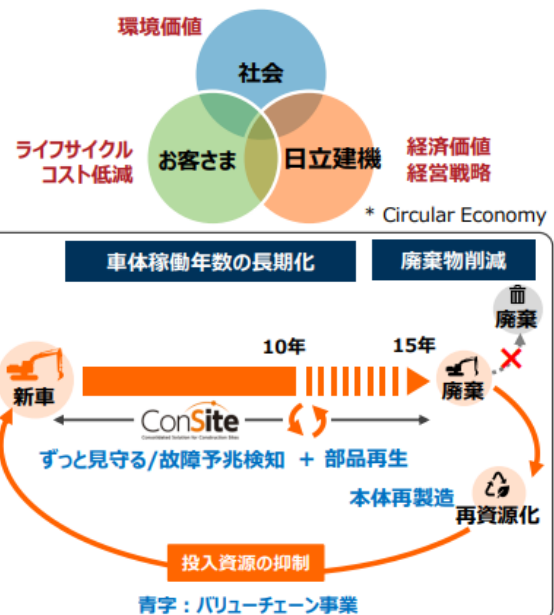 環境価値
社会
ライフサイクル
コスト低減
お客さま
日立建機
経済価値
経営戦略
* Circular Economy
車体稼働年数の長期化
廃棄物削減
廃棄
10年
15年
新車
廃棄
ConSite
Consolidated Solution for Construction Sites
ずっと見守る/故障予兆検知 + 部品再生
本体再製造
再資源化
投入資源の抑制
青字：バリューチェーン事業